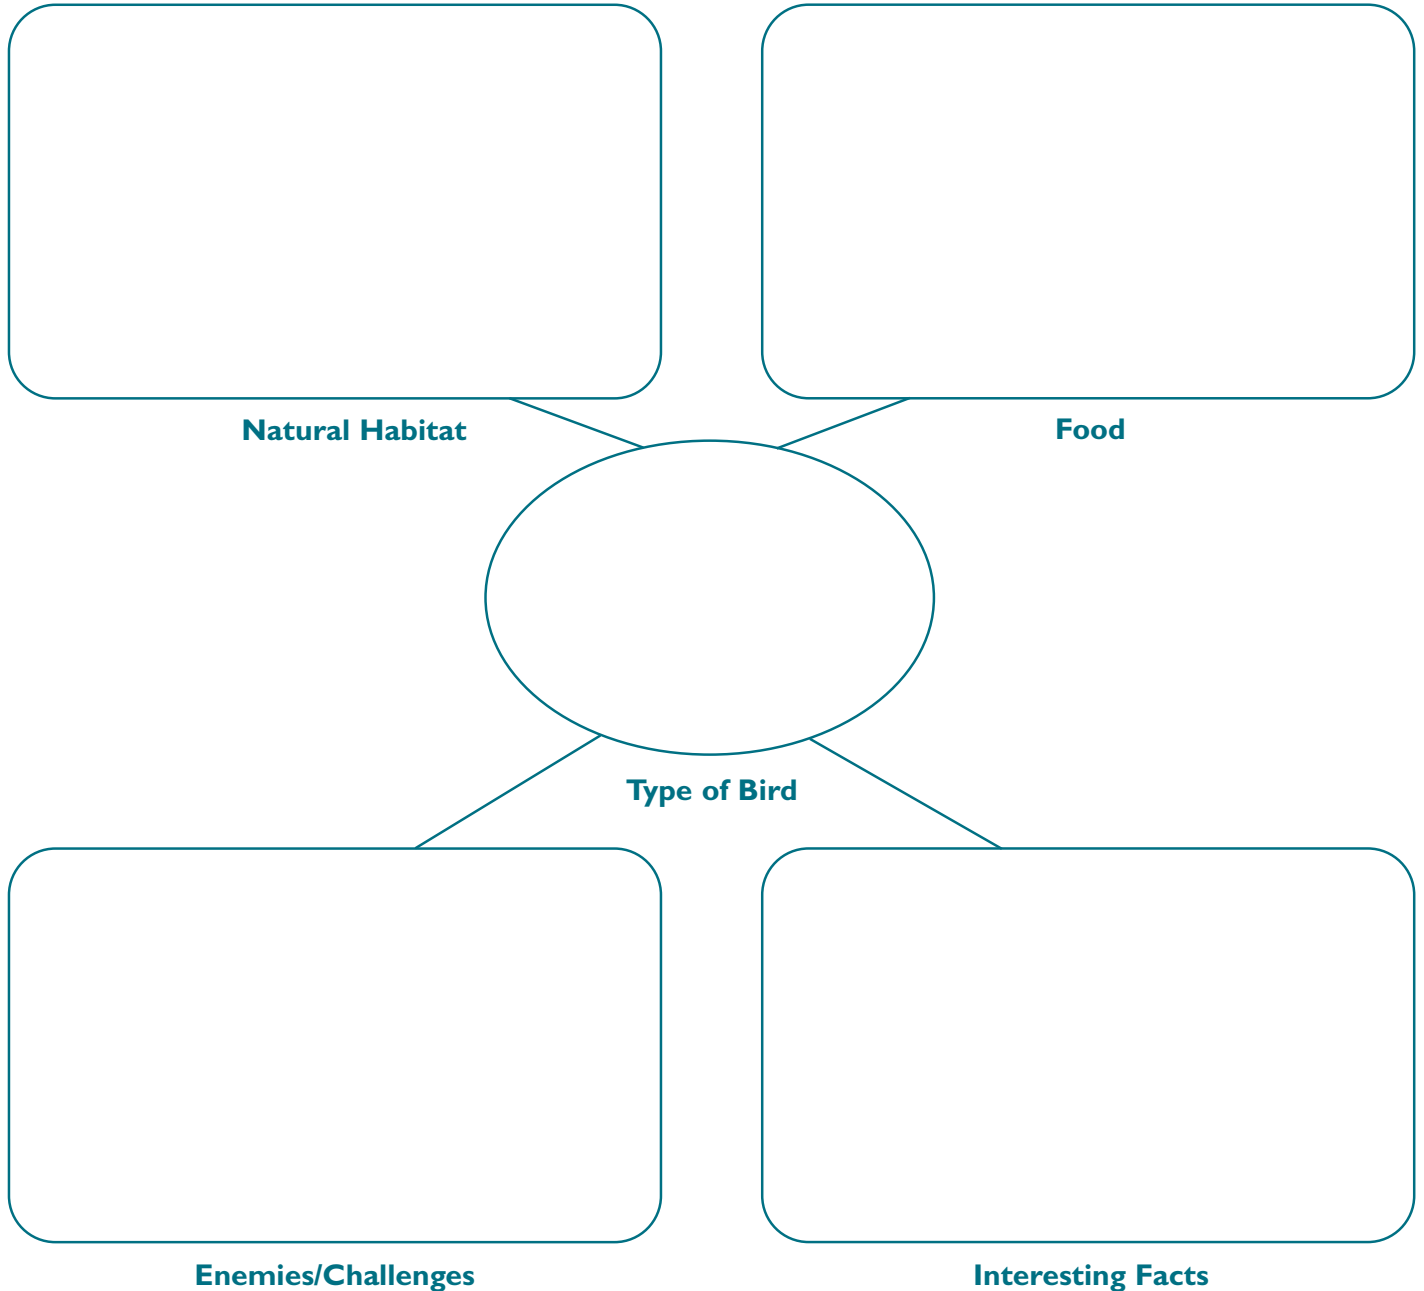 Natural Habitat
Food
Type of Bird
Enemies/Challenges
Interesting Facts